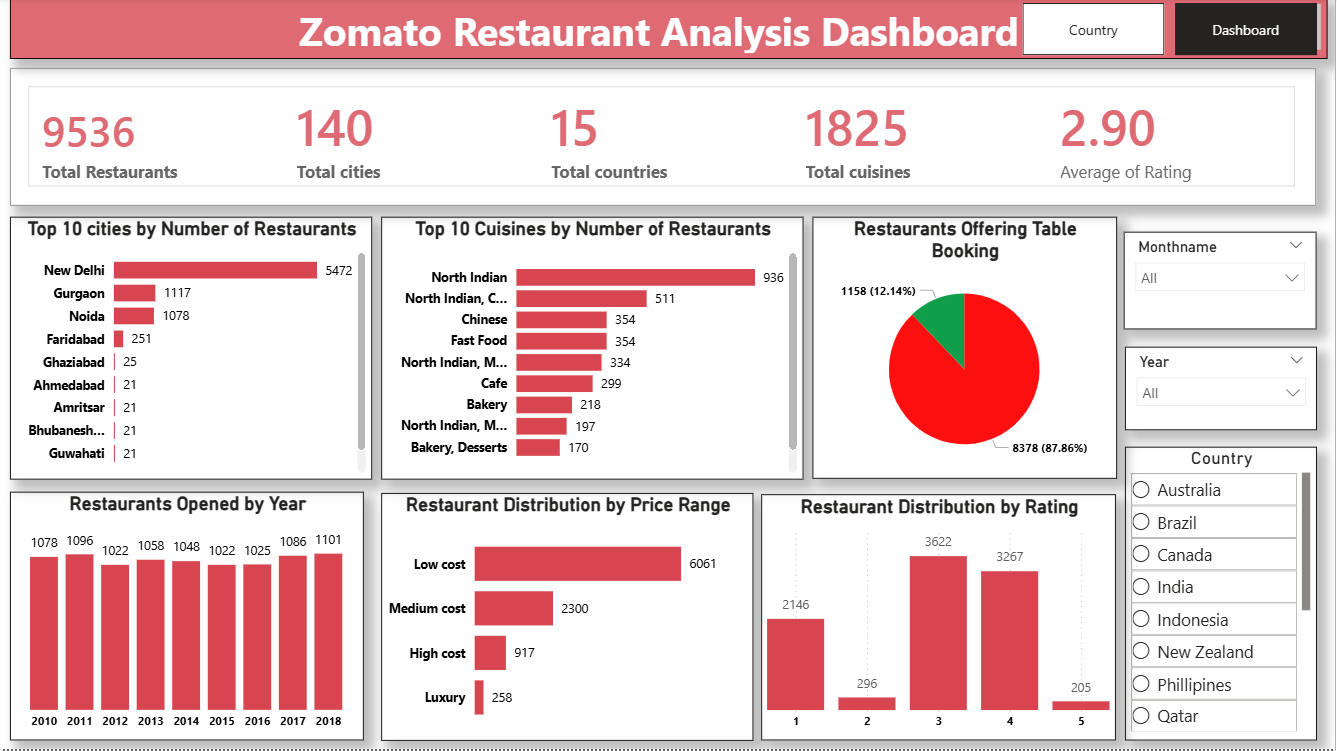 Zomato Restaurant Analysis Dashboard
Country
Dashboard
9536
Total Restaurants
140
Total cities
15
Total countries
1825
Total cuisines
2.90
Average of Rating
Top 10 cities by Number of Restaurants
New Delhi 5472
Gurgaon 1117
Noida 1078
Faridabad 251
Ghaziabad 25
Ahmedabad 21
Amritsar 21
Bhubanesh... 21
Guwahati 21
Top 10 Cuisines by Number of Restaurants
North Indian 936
North Indian, C... 511
Chinese 354
Fast Food 354
North Indian, M... 334
Cafe 299
Bakery 218
North Indian, M... 197
Bakery, Desserts 170
Restaurants Offering Table
Booking
1158 (12.14%)
8378 (87.86%)
Monthname
All
Year
All
Country
Australia
Brazil
Canada
India
Indonesia
New Zealand
Phillipines
Qatar
Restaurants Opened by Year
1078 1096 1022 1058 1048 1022 1025 1086 1101
2010 2011 2012 2013 2014 2015 2016 2017 2018
Restaurant Distribution by Price Range
Low cost 6061
Medium cost 2300
High cost 917
Luxury 258
Restaurant Distribution by Rating
2146 296 3622 3267 205
1 2 3 4 5